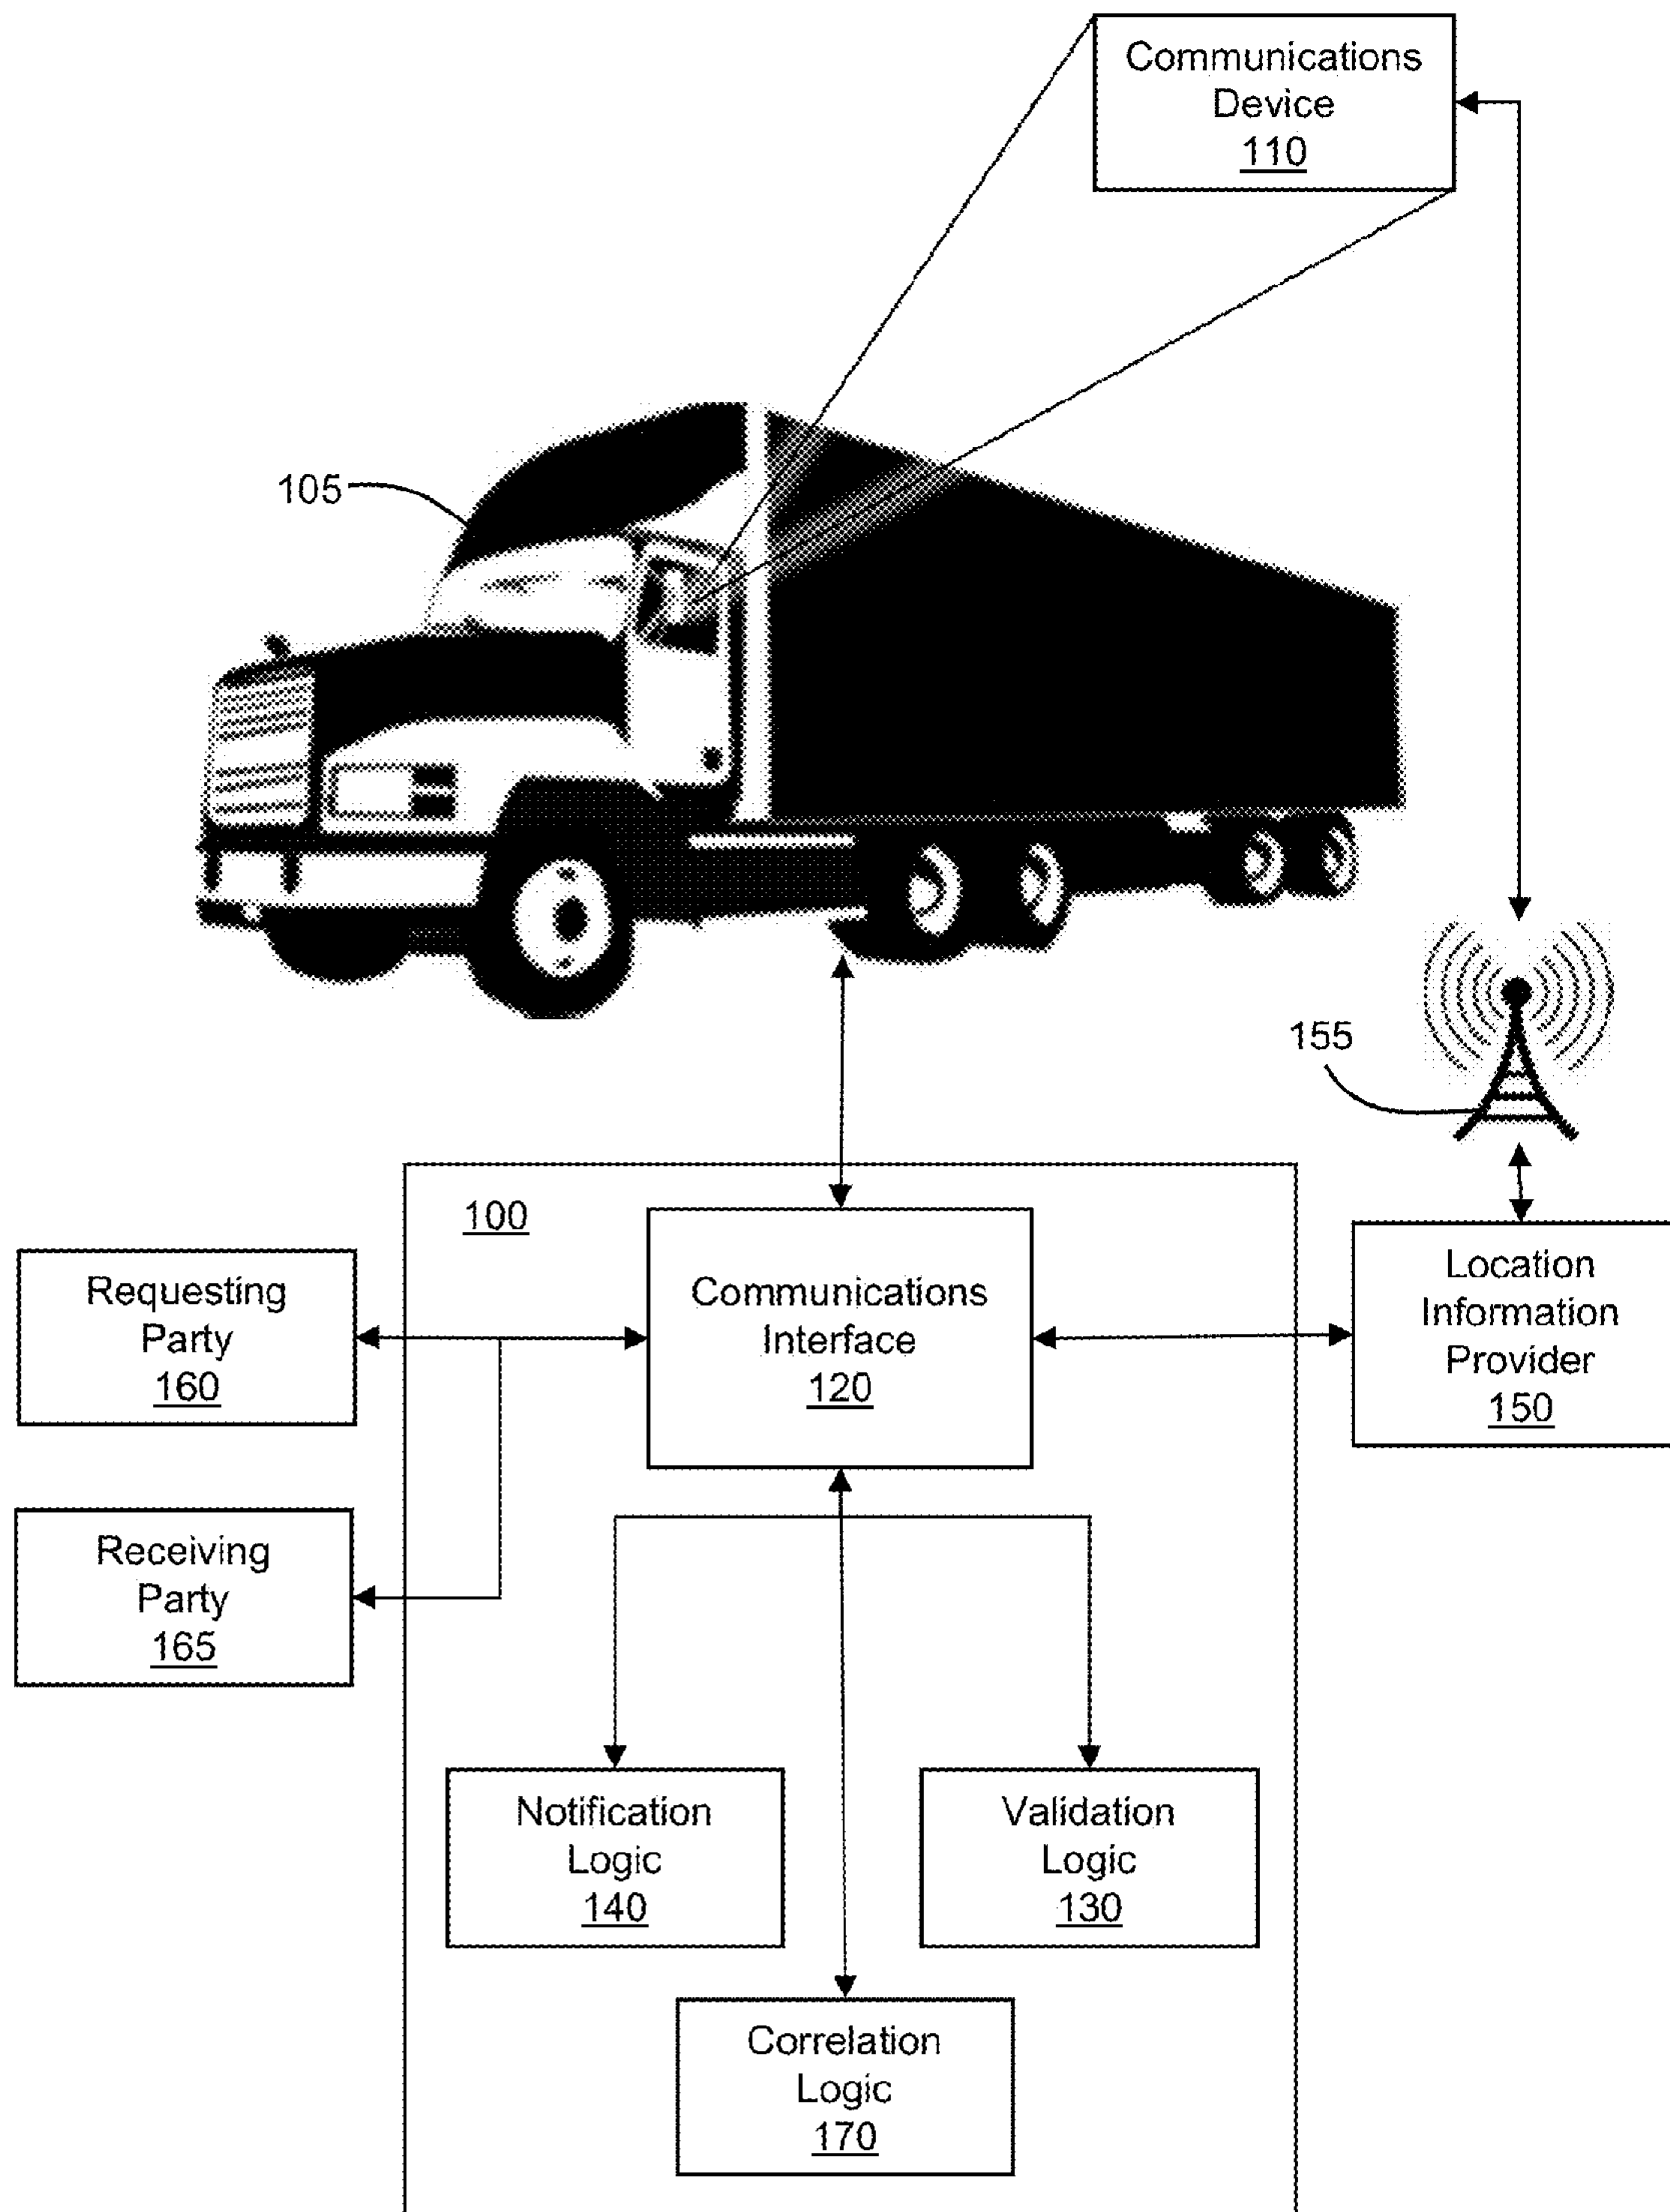 Communications
Device
110
105
155
100
Requesting
Party
160
Communications
Interface
120
Location
Information
Provider
150
Receiving
Party
165
Notification
Logic
140
Validation
Logic
130
Correlation
Logic
170